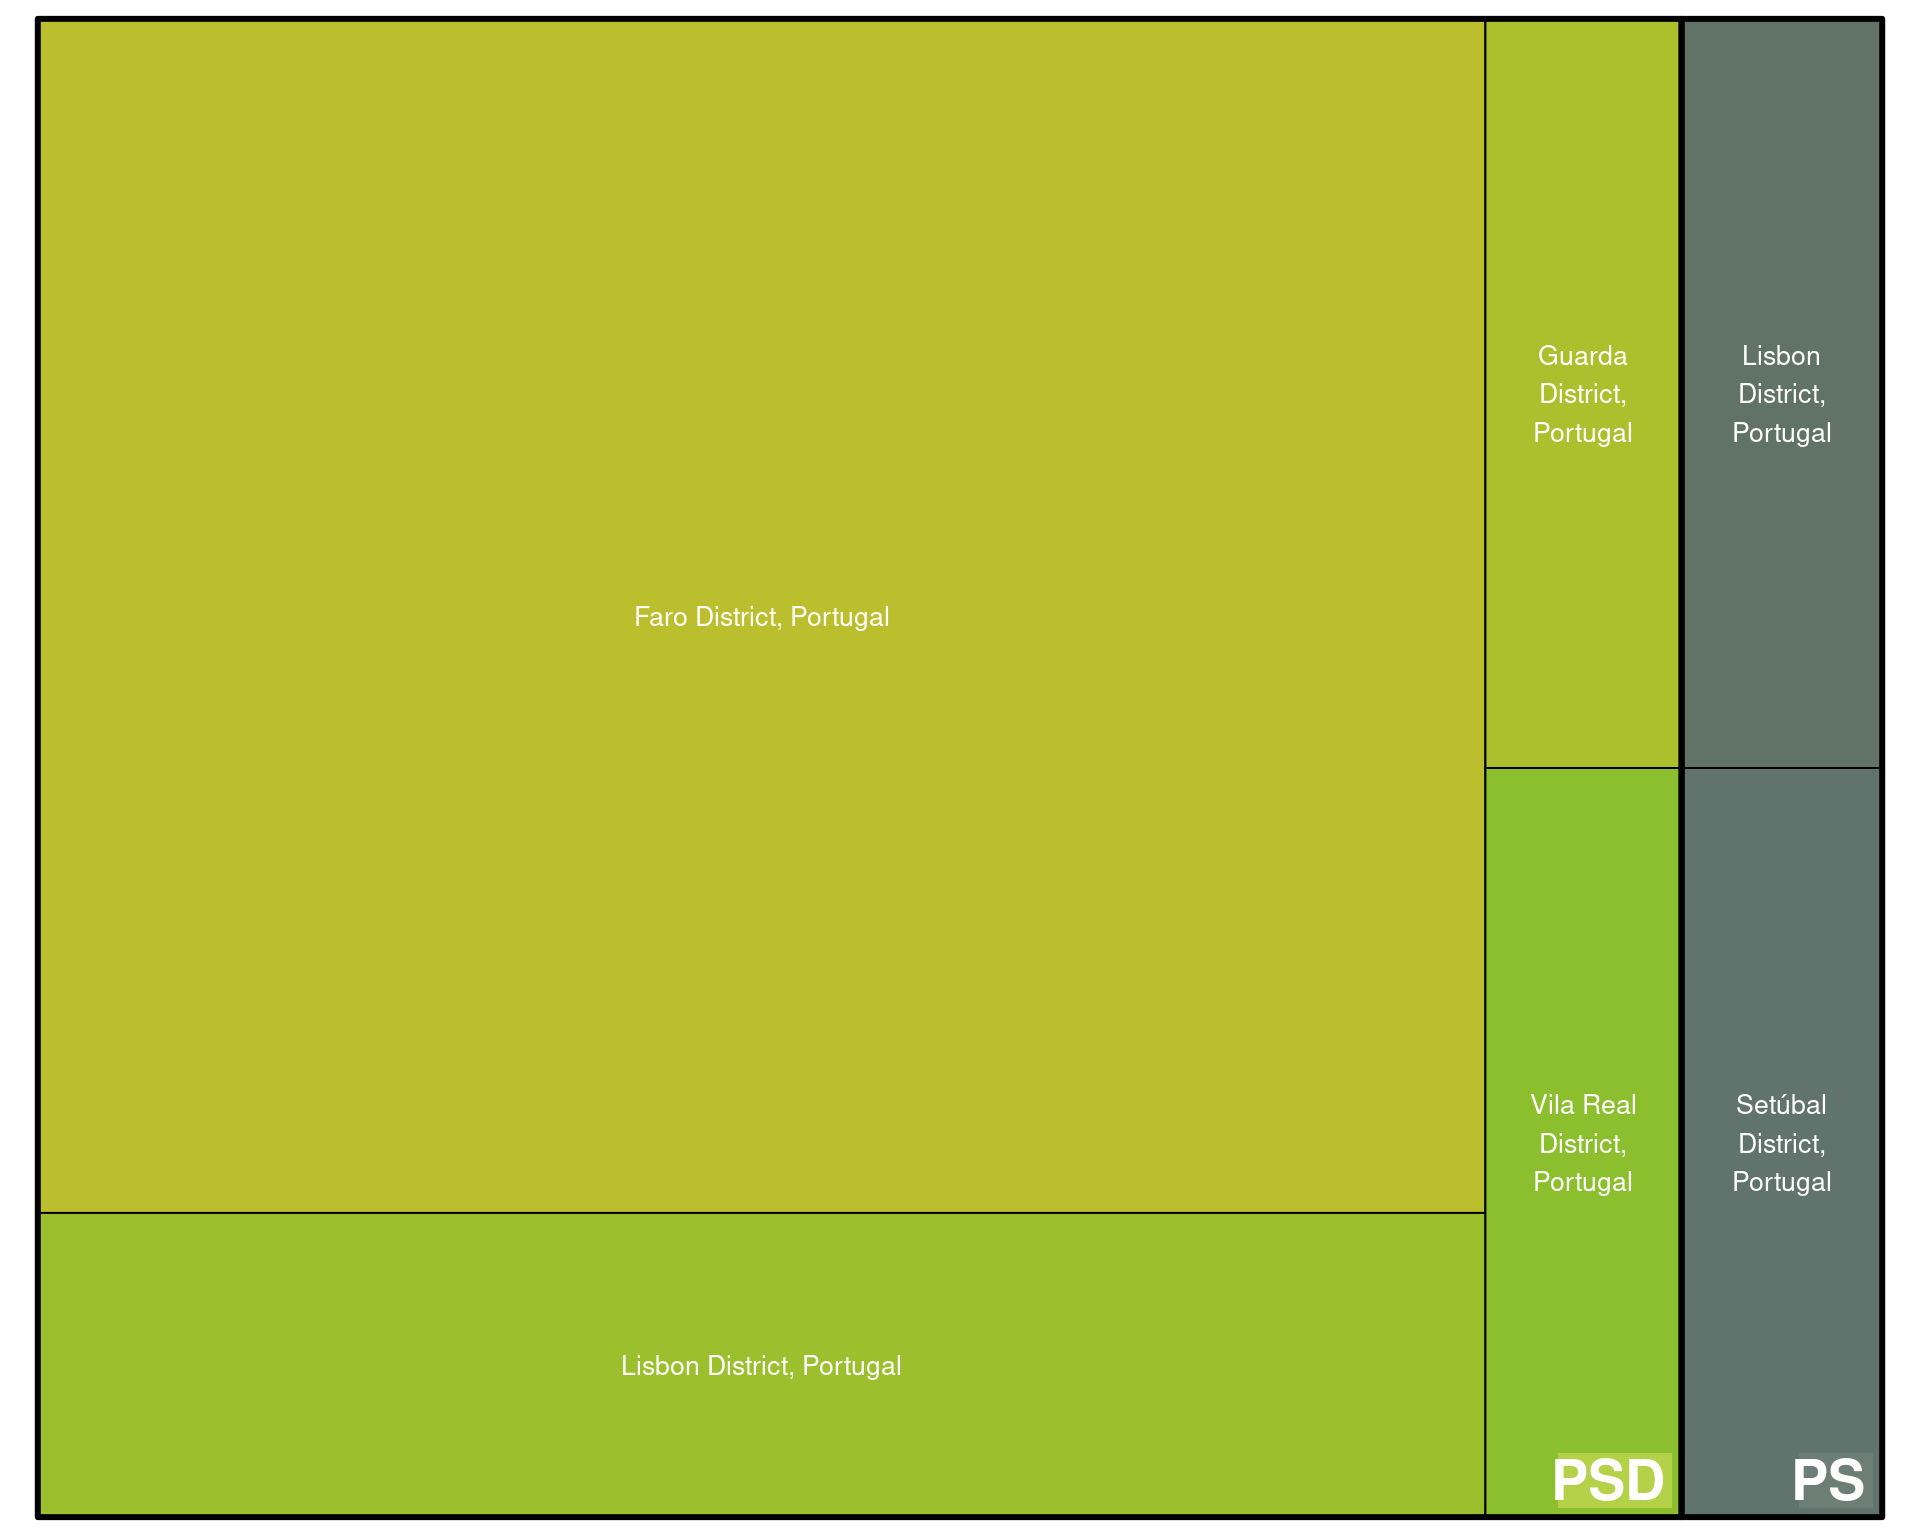 Faro District, Portugal
Lisbon District, Portugal
Guarda
District,
Portugal
Vila Real
District,
Portugal
PSD
Lisbon
District,
Portugal
Setúbal
District,
Portugal
PS